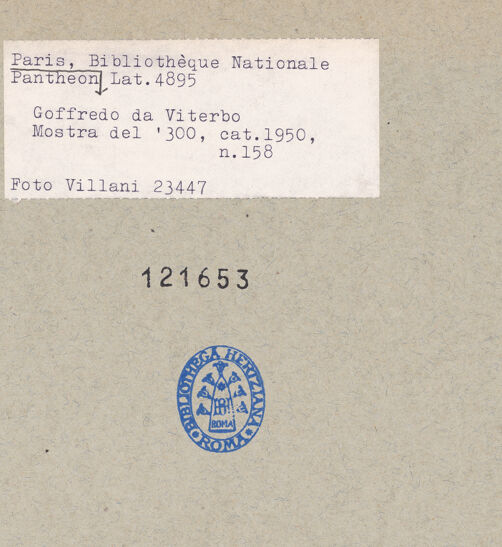 Paris, Bibliothèque Nationale
Pantheon Lat.4895
Goffredo da Viterbo
Mostra del '300, cat.1950,
n.158
Foto Villani 23447
121653
BIBLIOTHECA HERTZIANA
ROMA
ROMA